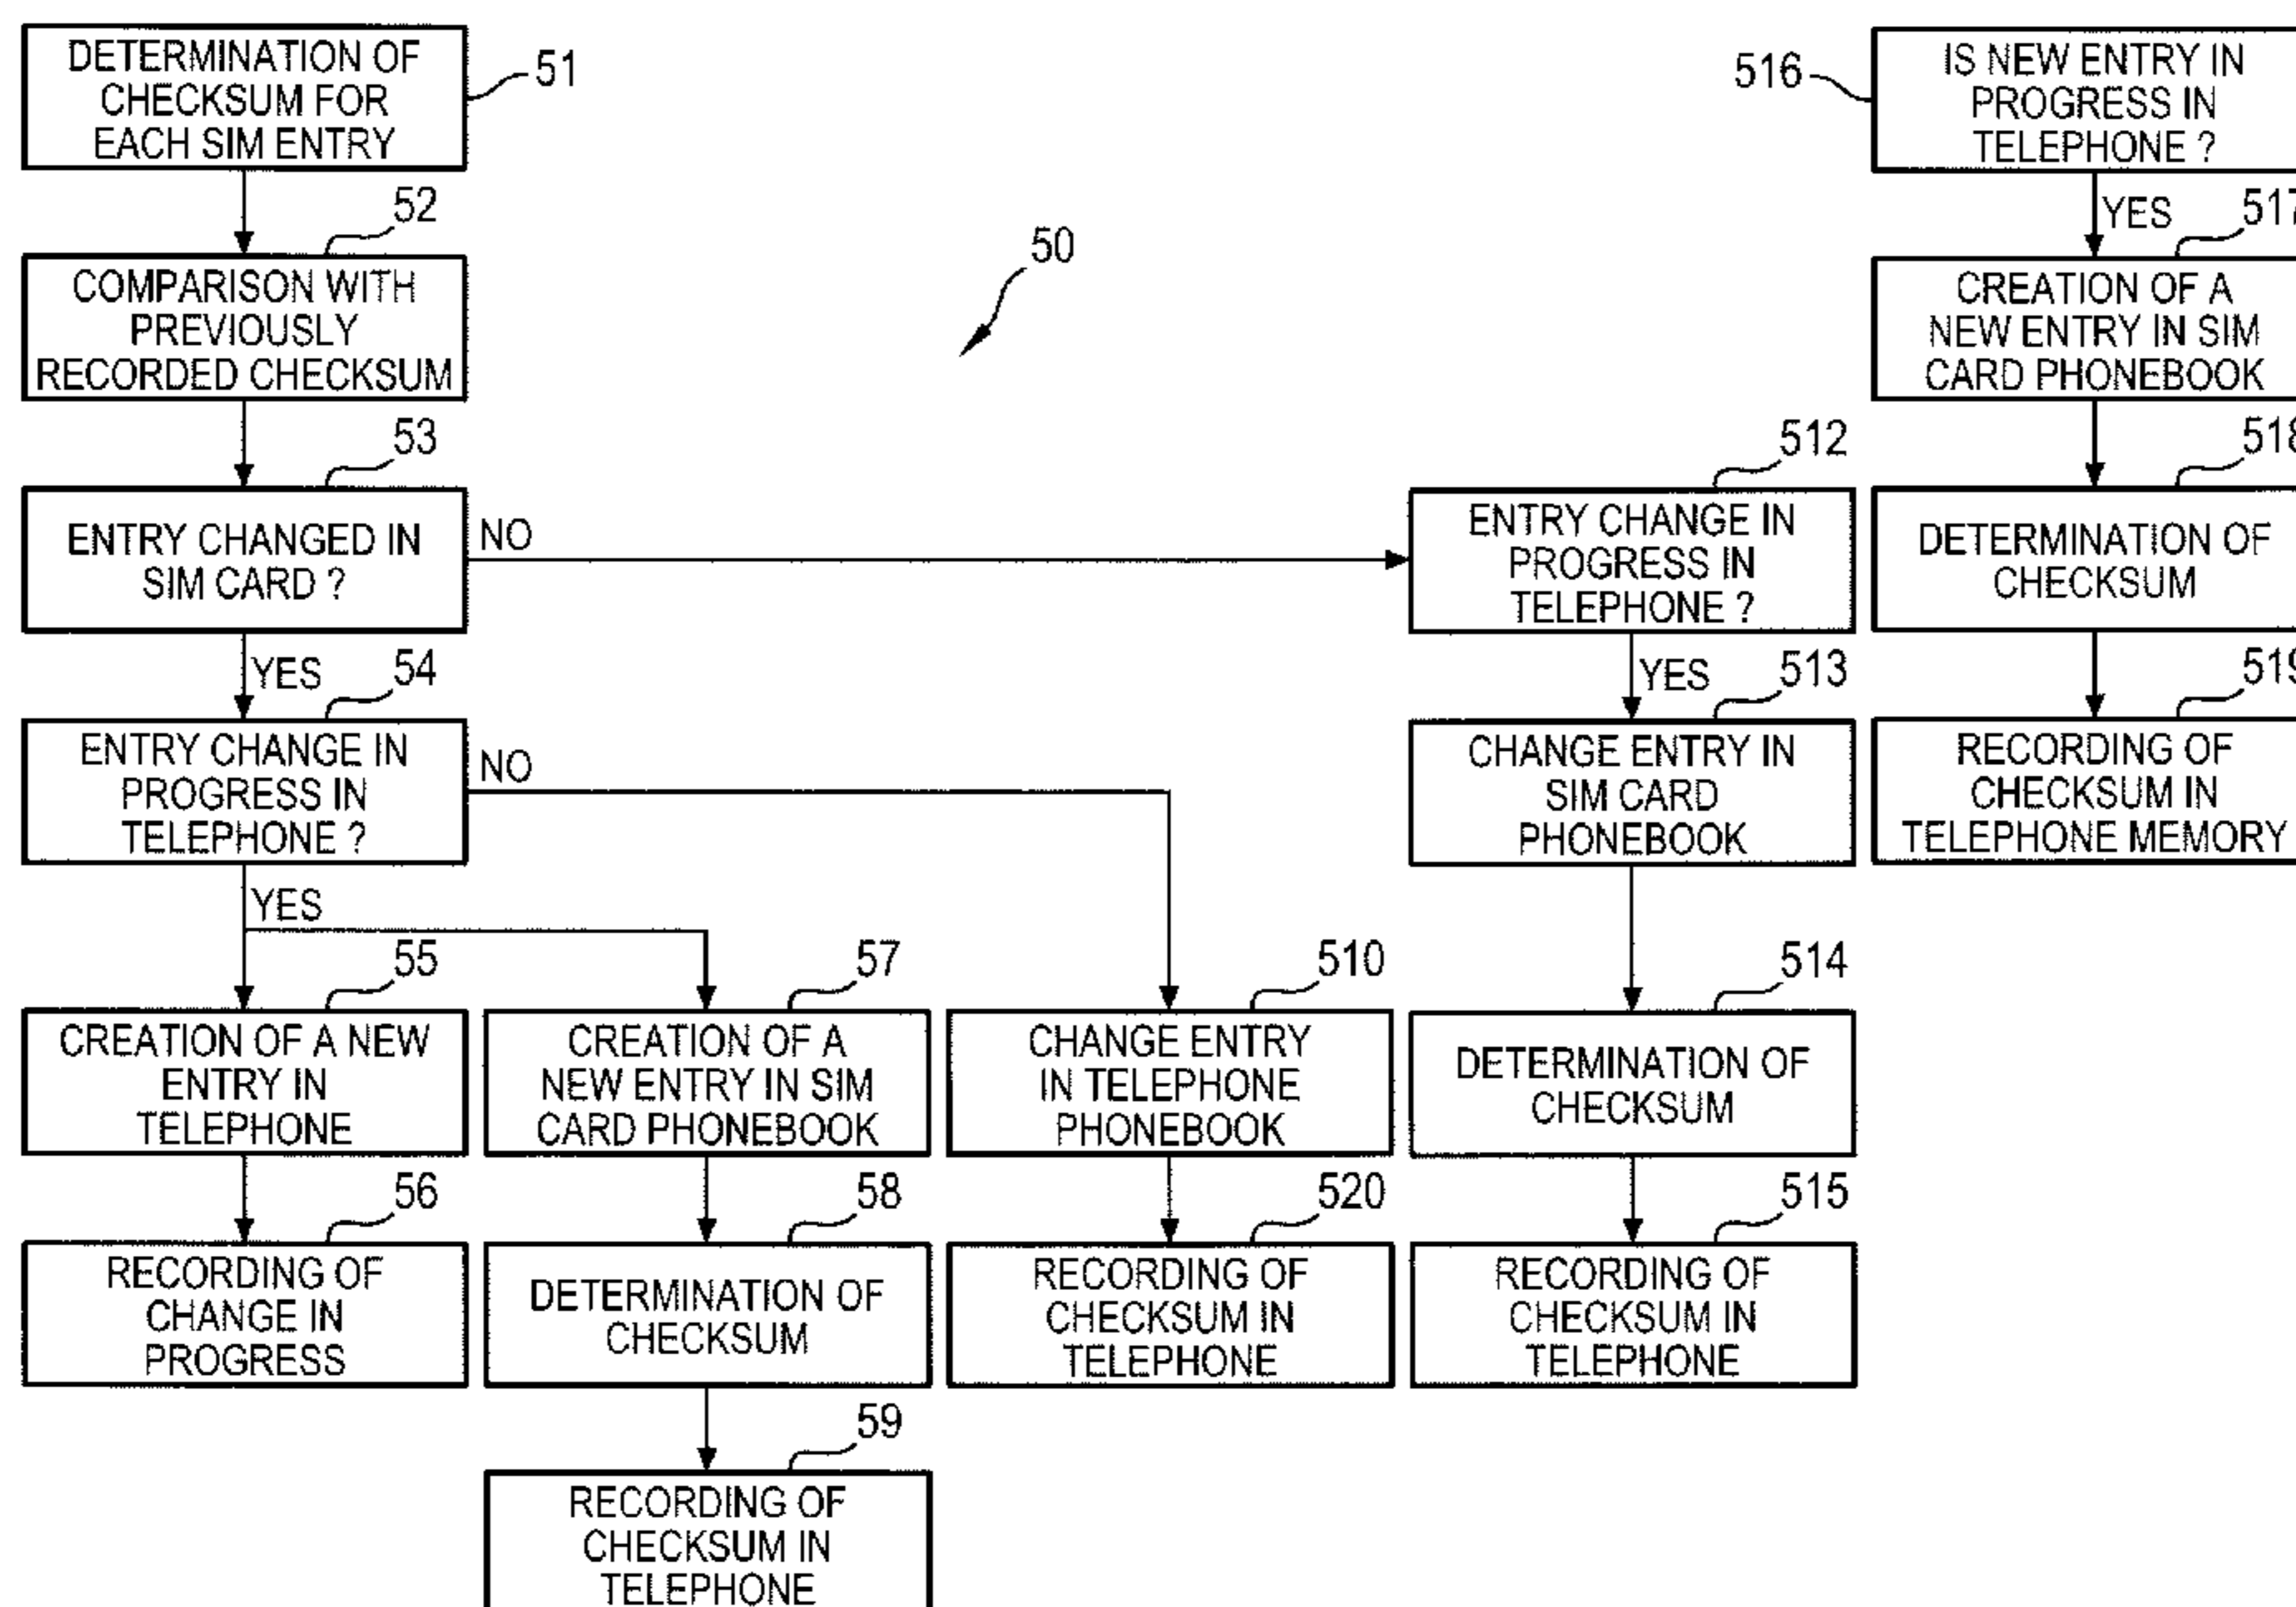 DETERMINATION OF
CHECKSUM FOR
EACH SIM ENTRY
51
52
COMPARISON WITH
PREVIOUSLY
RECORDED CHECKSUM
50
53
ENTRY CHANGED IN
SIM CARD ?
NO
YES
54
ENTRY CHANGE IN
PROGRESS IN
TELEPHONE ?
NO
YES
55
CREATION OF A NEW
ENTRY IN
TELEPHONE
56
RECORDING OF
CHANGE IN
PROGRESS
57
CREATION OF A
NEW ENTRY IN SIM
CARD PHONEBOOK
58
DETERMINATION OF
CHECKSUM
59
RECORDING OF
CHECKSUM IN
TELEPHONE
510
CHANGE ENTRY
IN TELEPHONE
PHONEBOOK
520
RECORDING OF
CHECKSUM IN
TELEPHONE
512
ENTRY CHANGE IN
PROGRESS IN
TELEPHONE ?
YES
513
CHANGE ENTRY IN
SIM CARD
PHONEBOOK
514
DETERMINATION OF
CHECKSUM
515
RECORDING OF
CHECKSUM IN
TELEPHONE
516
IS NEW ENTRY IN
PROGRESS IN
TELEPHONE ?
YES
517
CREATION OF A
NEW ENTRY IN SIM
CARD PHONEBOOK
518
DETERMINATION OF
CHECKSUM
519
RECORDING OF
CHECKSUM IN
TELEPHONE MEMORY